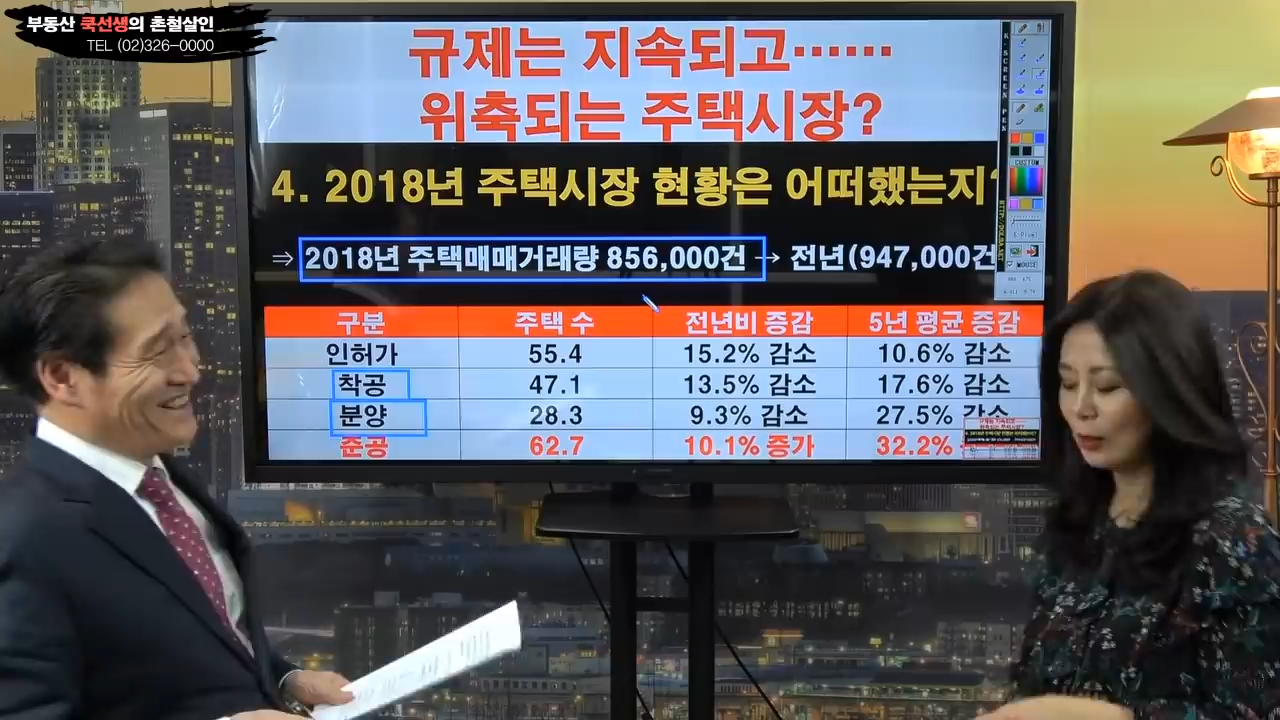 부동산 쿡선생의 촌철살인
TEL (02)326-0000
규제는 지속되고······
위축되는 주택시장?
4. 2018년 주택시장 현황은 어떠했는지?
⇒ 2018년 주택매매거래량 856,000건 → 전년(947,000건
구분 주택 수 전년비 증감 5년 평균 증감
인허가 55.4 15.2% 감소 10.6% 감소
착공 47.1 13.5% 감소 17.6% 감소
분양 28.3 9.3% 감소 27.5% 감소
준공 62.7 10.1% 증가 32.2%
K-SCREEN PEN
CUSTOM
MOUSE